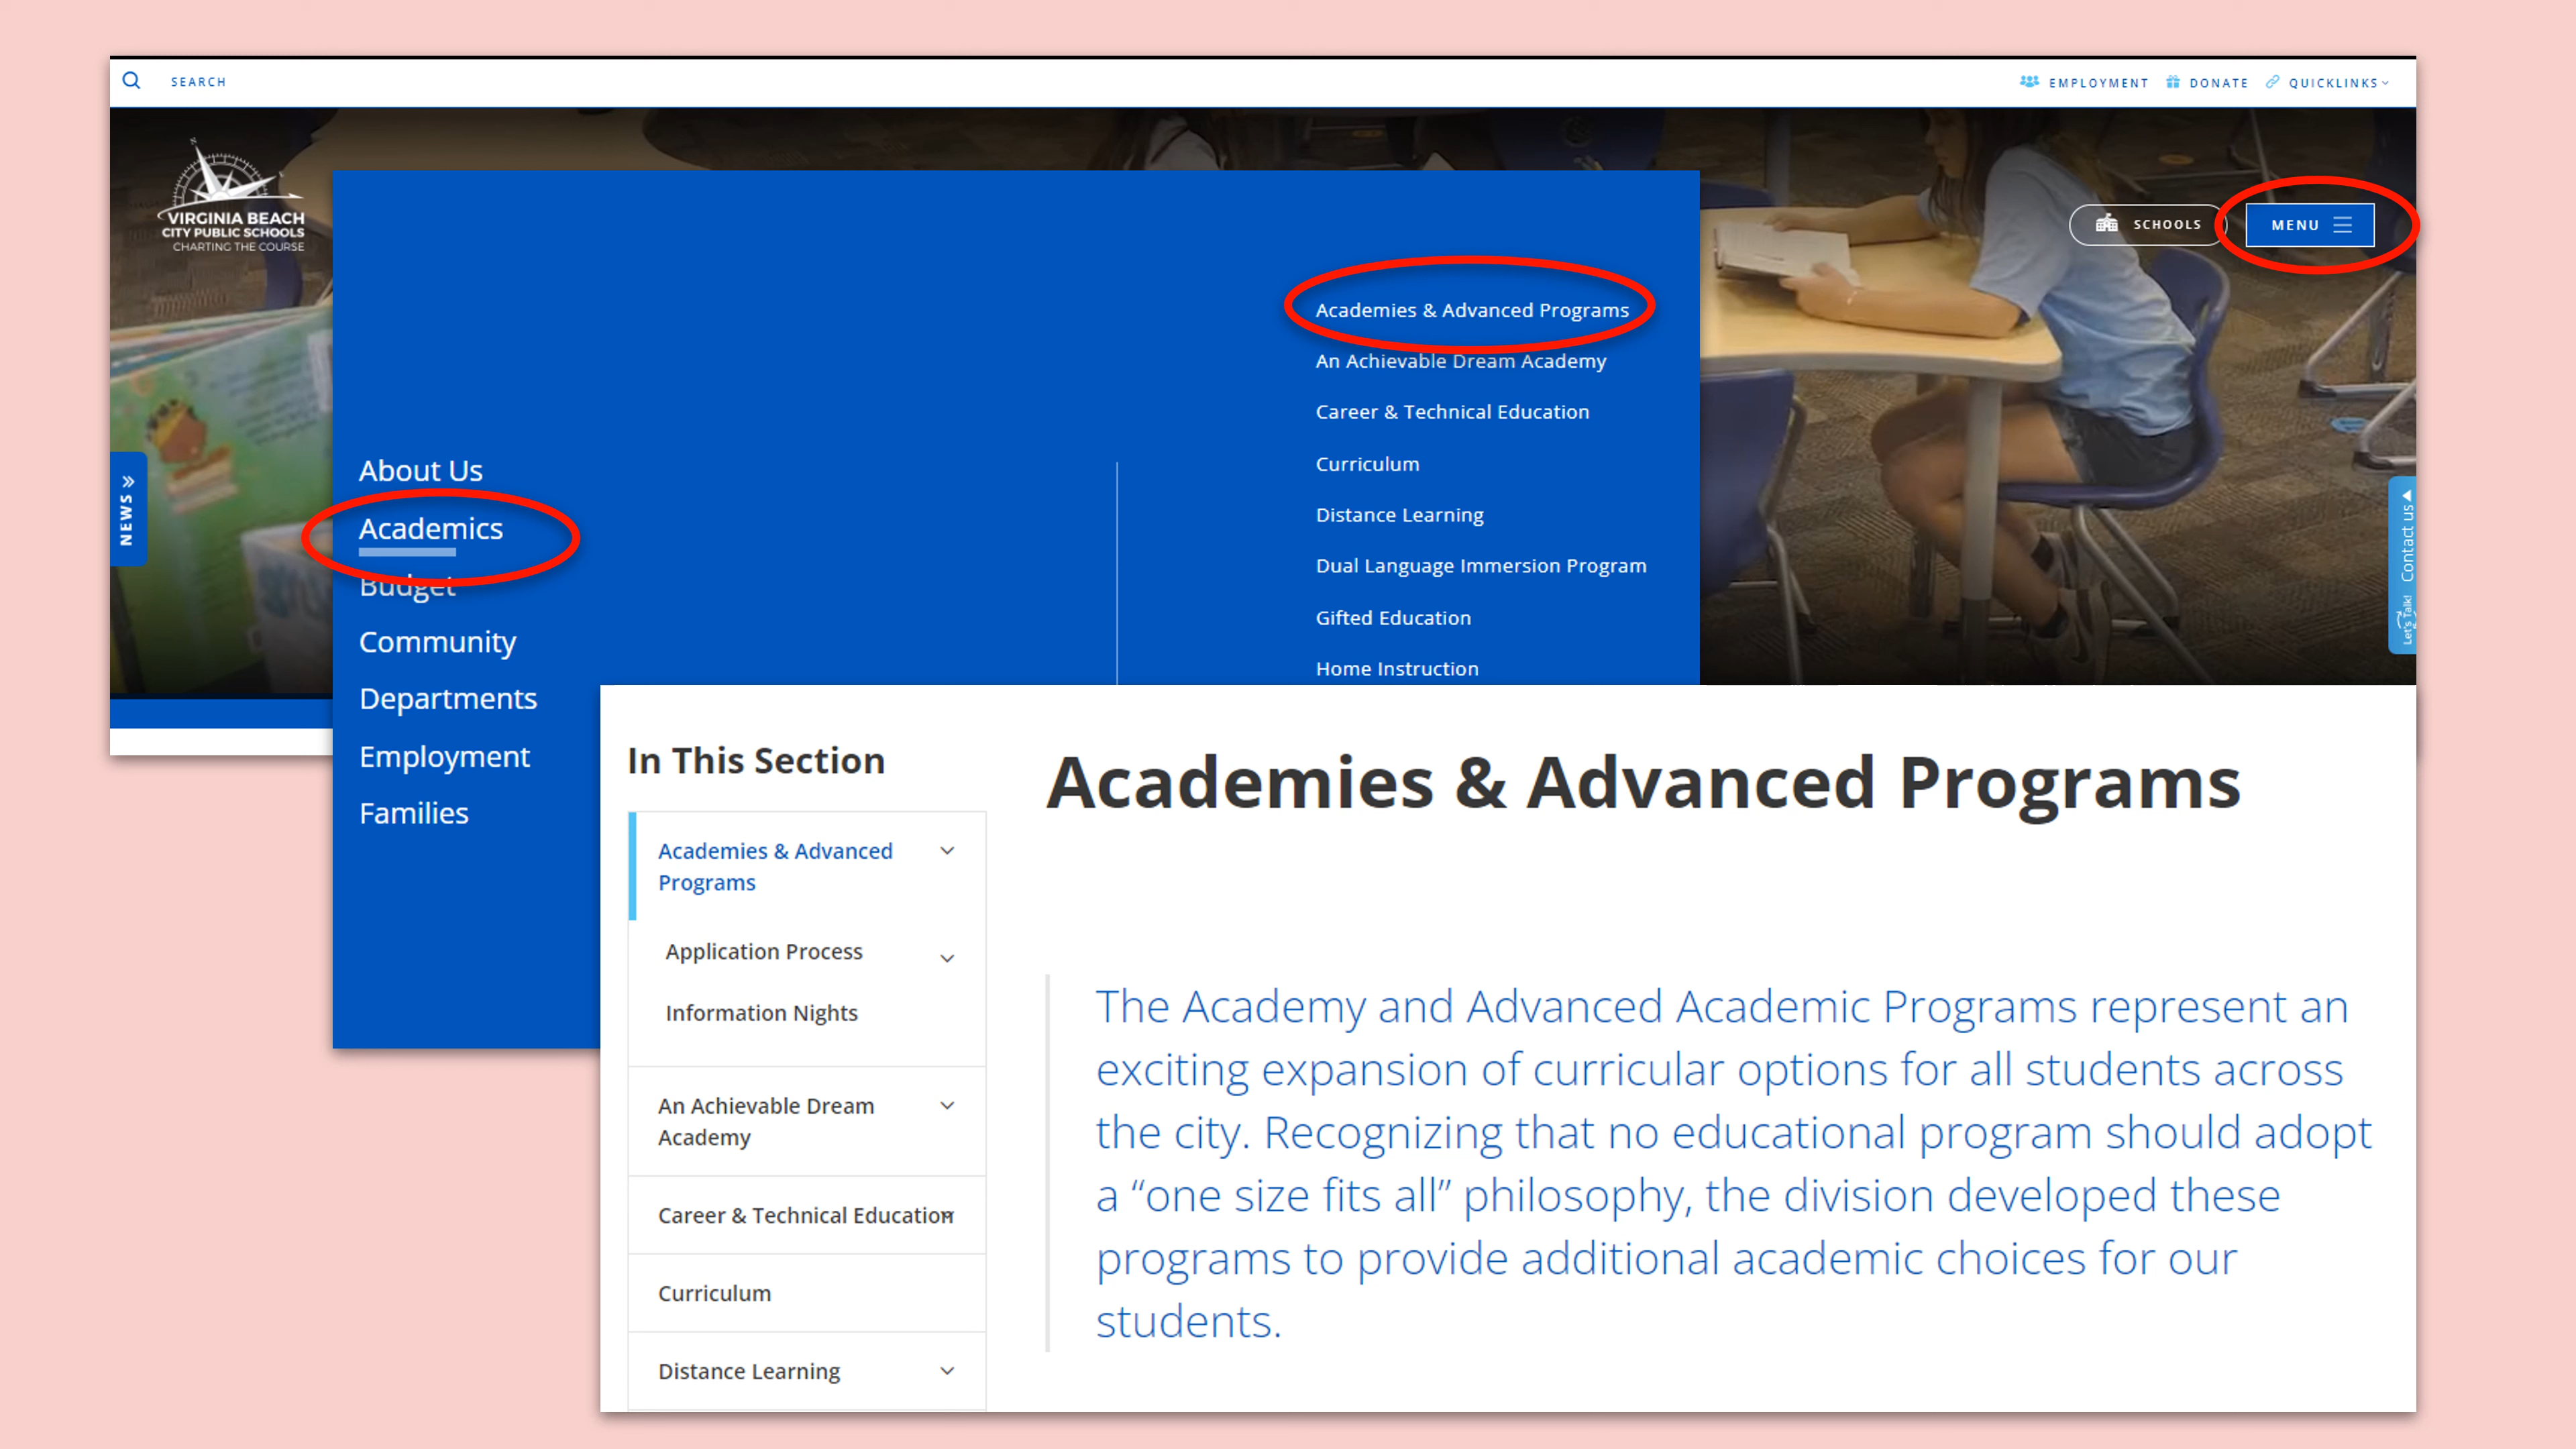 SEARCH
EMPLOYMENT
DONATE
QUICKLINKS
VIRGINIA BEACH
CITY PUBLIC SCHOOLS
CHARTING THE COURSE
SCHOOLS
MENU
NEWS
Contact us
Let's Talk!
About Us
Academics
Budget
Community
Departments
Employment
Families
Academies & Advanced Programs
An Achievable Dream Academy
Career & Technical Education
Curriculum
Distance Learning
Dual Language Immersion Program
Gifted Education
Home Instruction
In This Section
Academies & Advanced
Programs
Application Process
Information Nights
An Achievable Dream
Academy
Career & Technical Education
Curriculum
Distance Learning
Academies & Advanced Programs
The Academy and Advanced Academic Programs represent an
exciting expansion of curricular options for all students across
the city. Recognizing that no educational program should adopt
a “one size fits all” philosophy, the division developed these
programs to provide additional academic choices for our
students.